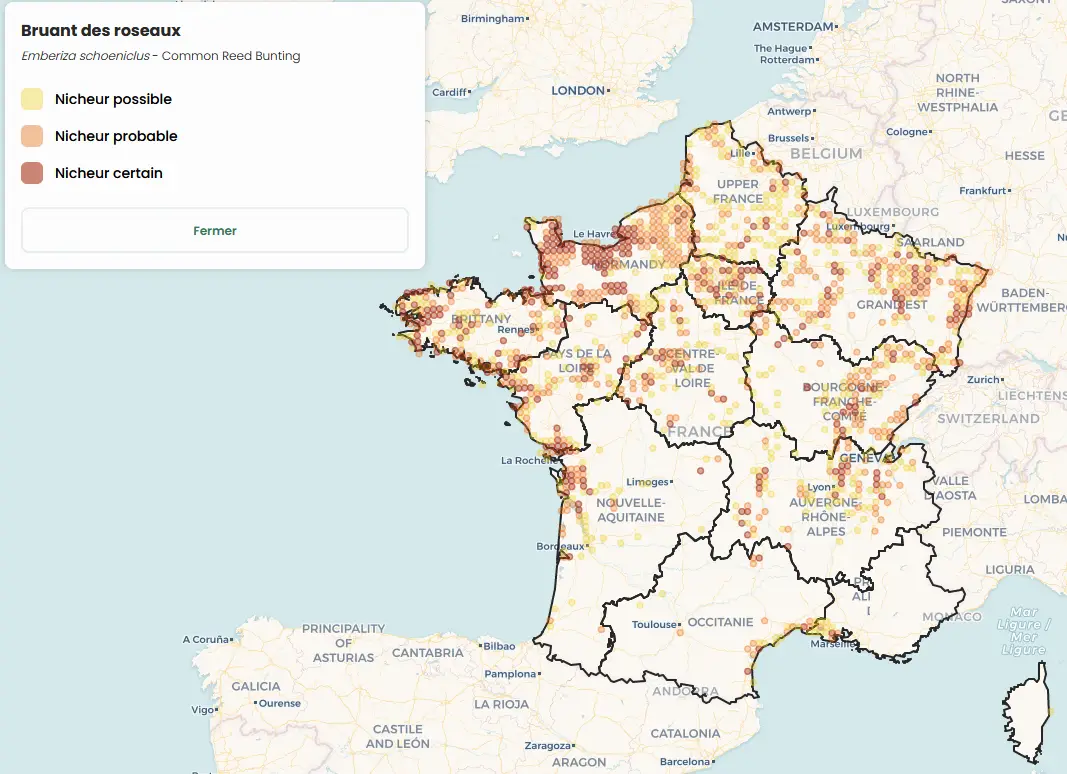 Bruant des roseaux
Emberiza schoeniclus - Common Reed Bunting
Nicheur possible
Nicheur probable
Nicheur certain
Fermer
Birmingham
AMSTERDAM
The Hague
Rotterdam
NORTH
RHINE-
WESTPHALIA
Cardiff
LONDON
Antwerp
Brussels
Cologne
BELGIUM
Lille
HESSE
UPPER
FRANCE
Frankfurt
LUXEMBOURG
Luxembourg
Le Havre
SAARLAND
NORMANDY
ILE-DE-
FRANCE
GRAND EST
BADEN-
WÜRTTEMBERG
BRITTANY
Rennes
PAYS DE LA
LOIRE
CENTRE-
VAL DE
LOIRE
Zurich
BOURGOGNE-
FRANCHE-
COMTÉ
LIECHTENS
SWITZERLAND
FRANCE
La Rochelle
GENEVA
Limoges
Lyon
VALLE
D'AOSTA
LOMBA
NOUVELLE-
AQUITAINE
AUVERGNE-
RHÔNE-
ALPES
PIEMONTE
Bordeaux
LIGURIA
MONACO
Mar
Ligure /
Mer
Ligure
Toulouse
OCCITANIE
Marseille
A Coruña
PRINCIPALITY
OF
ASTURIAS
CANTABRIA
Bilbao
Pamplona
GALICIA
Ourense
Vigo
LA RIOJA
ANDORRA
CASTILE
AND LEÓN
CATALONIA
Zaragoza
ARAGON
Barcelona